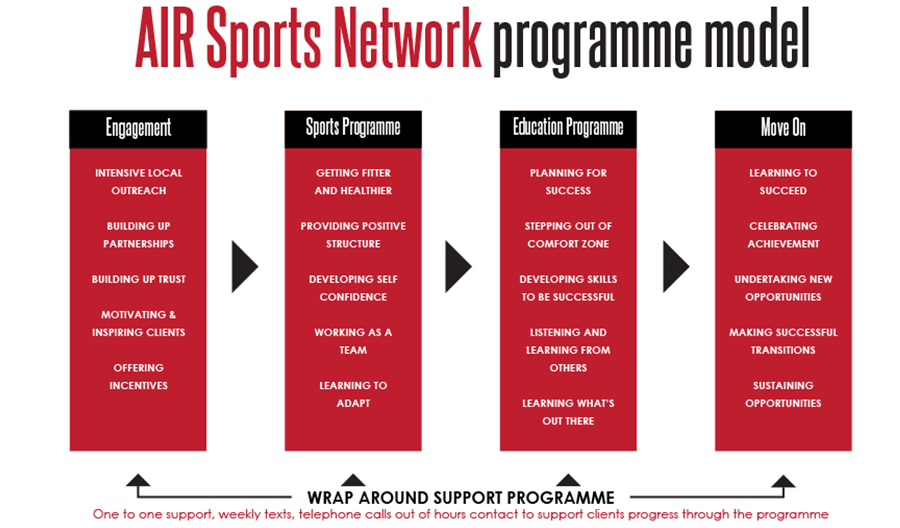 AIR Sports Network programme model
Engagement
INTENSIVE LOCAL
OUTREACH
BUILDING UP
PARTNERSHIPS
BUILDING UP TRUST
MOTIVATING &
INSPIRING CLIENTS
OFFERING
INCENTIVES
Sports Programme
GETTING FITTER
AND HEALTHIER
PROVIDING POSITIVE
STRUCTURE
DEVELOPING SELF
CONFIDENCE
WORKING AS A
TEAM
LEARNING TO
ADAPT
Education Programme
PLANNING FOR
SUCCESS
STEPPING OUT OF
COMFORT ZONE
DEVELOPING SKILLS
TO BE SUCCESSFUL
LISTENING AND
LEARNING FROM
OTHERS
LEARNING WHAT'S
OUT THERE
Move On
LEARNING TO
SUCCEED
CELEBRATING
ACHIEVEMENT
UNDERTAKING NEW
OPPORTUNITIES
MAKING SUCCESSFUL
TRANSITIONS
SUSTAINING
OPPORTUNITIES
WRAP AROUND SUPPORT PROGRAMME
One to one support, weekly texts, telephone calls out of hours contact to support clients progress through the programme